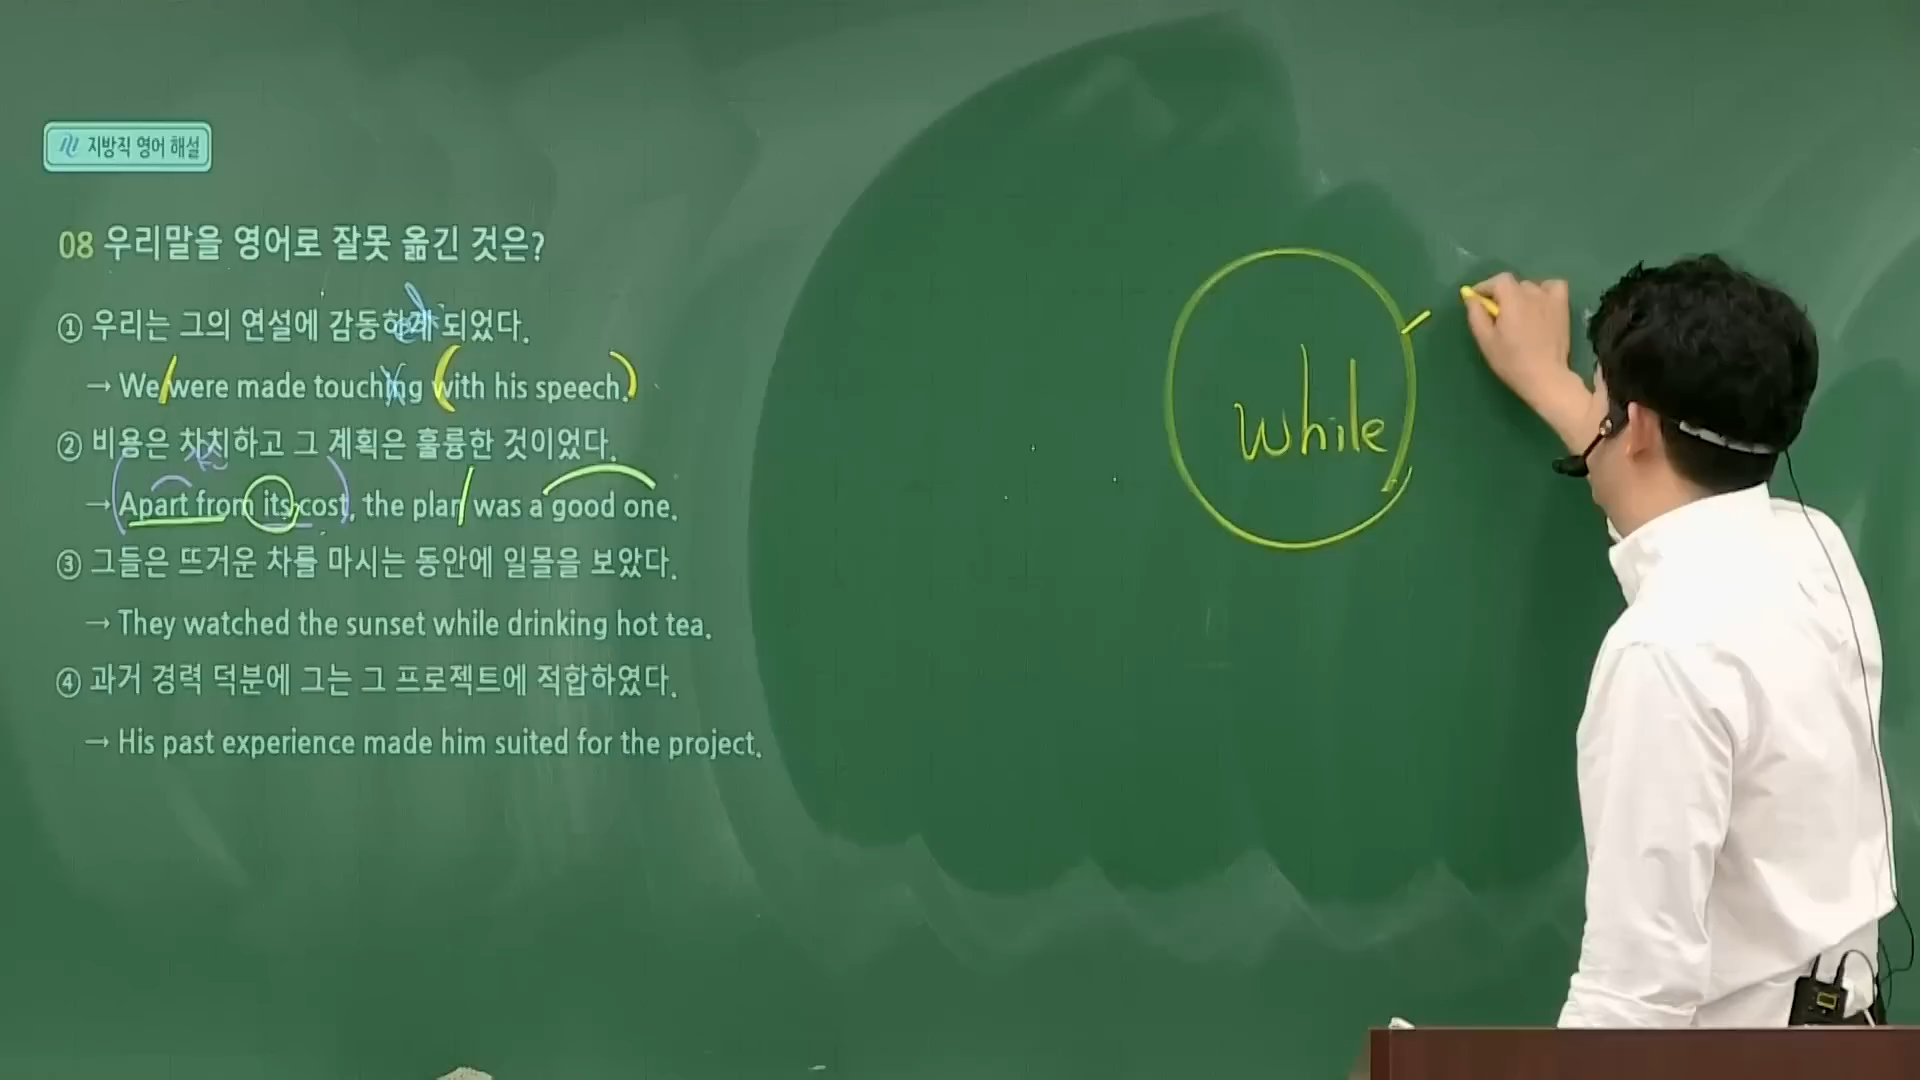 지방직 영어 해설
08 우리말을 영어로 잘못 옮긴 것은?
① 우리는 그의 연설에 감동하게 되었다.
→ We were made touching with his speech.
② 비용은 차치하고 그 계획은 훌륭한 것이었다.
→ Apart from its cost, the plan was a good one.
③ 그들은 뜨거운 차를 마시는 동안에 일몰을 보았다.
→ They watched the sunset while drinking hot tea.
④ 과거 경력 덕분에 그는 그 프로젝트에 적합하였다.
→ His past experience made him suited for the project.
while